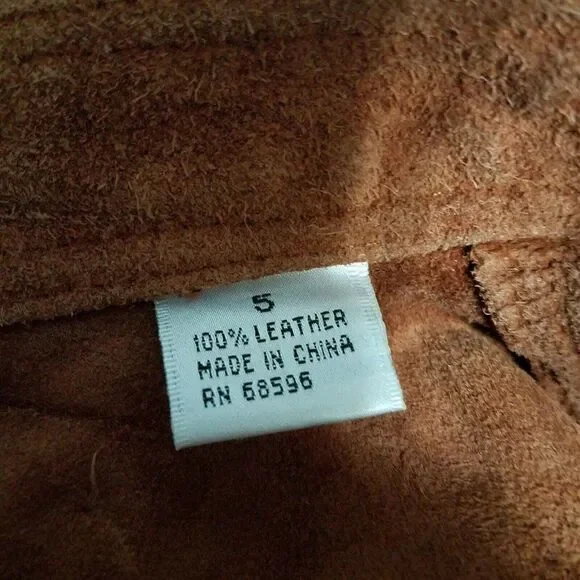 5
100% LEATHER
MADE IN CHINA
RN 68596